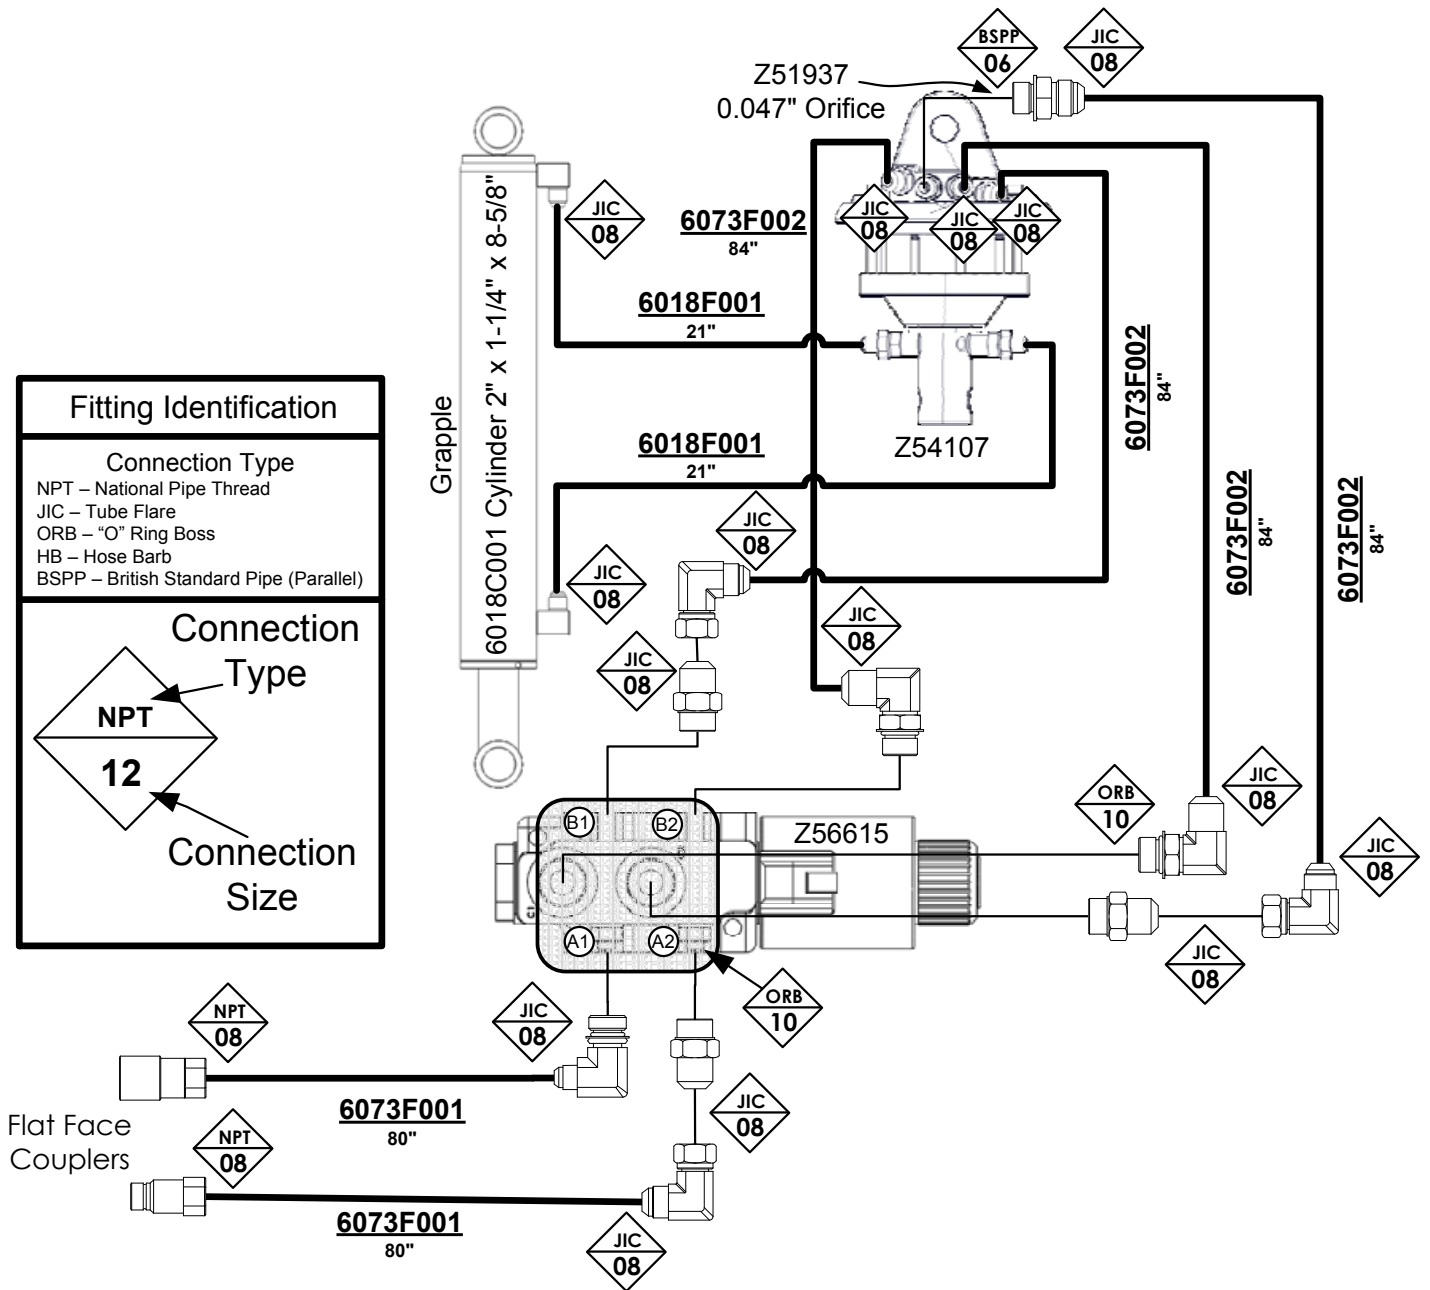 BSPP
06
JIC
08
Z51937
0.047" Orifice
JIC
08
6073F002
84"
JIC
08
JIC
08
JIC
08
6018F001
21"
Grapple
6018C001 Cylinder 2" x 1-1/4" x 8-5/8"
6073F002
84"
Z54107
6018F001
21"
6073F002
84"
6073F002
84"
Fitting Identification
Connection Type
NPT – National Pipe Thread
JIC – Tube Flare
ORB – “O” Ring Boss
HB – Hose Barb
BSPP – British Standard Pipe (Parallel)
Connection
Type
NPT
12
Connection
Size
JIC
08
JIC
08
JIC
08
JIC
08
ORB
10
JIC
08
B1
B2
Z56615
JIC
08
A1
A2
JIC
08
ORB
10
NPT
08
JIC
08
6073F001
80"
Flat Face
Couplers
NPT
08
JIC
08
6073F001
80"
JIC
08